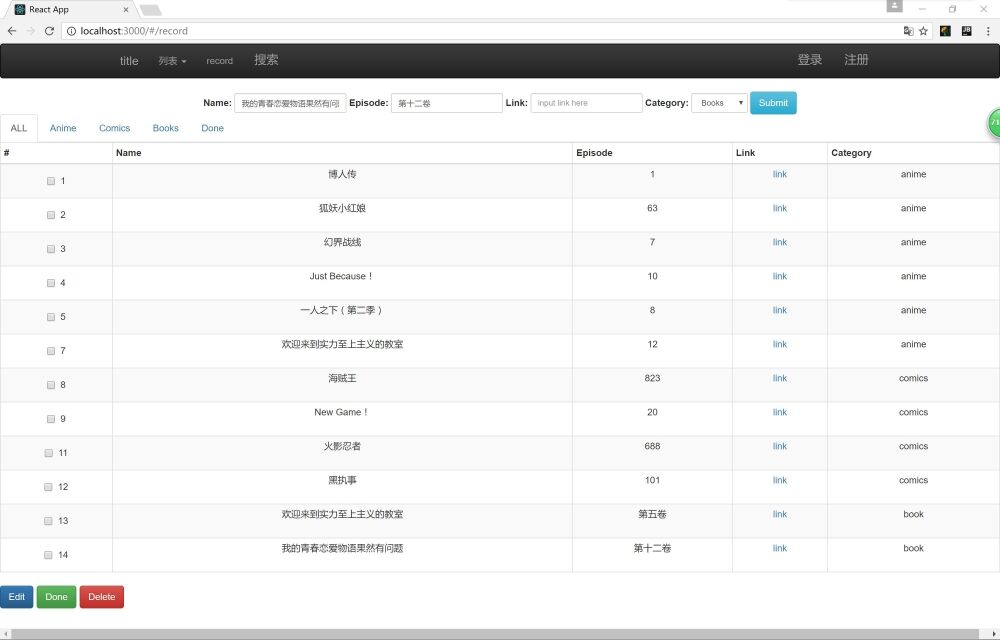 React App
localhost:3000/#/record
title 列表 record 搜索 登录 注册
Name: 我的青春恋爱物语果然有问 Episode: 第十二卷 Link: input link here Category: Books Submit
ALL Anime Comics Books Done
# Name Episode Link Category
1 博人传 1 link anime
2 狐妖小红娘 63 link anime
3 幻界战线 7 link anime
4 Just Because！ 10 link anime
5 一人之下（第二季） 8 link anime
7 欢迎来到实力至上主义的教室 12 link anime
8 海贼王 823 link comics
9 New Game！ 20 link comics
11 火影忍者 688 link comics
12 黑执事 101 link comics
13 欢迎来到实力至上主义的教室 第五卷 link book
14 我的青春恋爱物语果然有问题 第十二卷 link book
Edit Done Delete